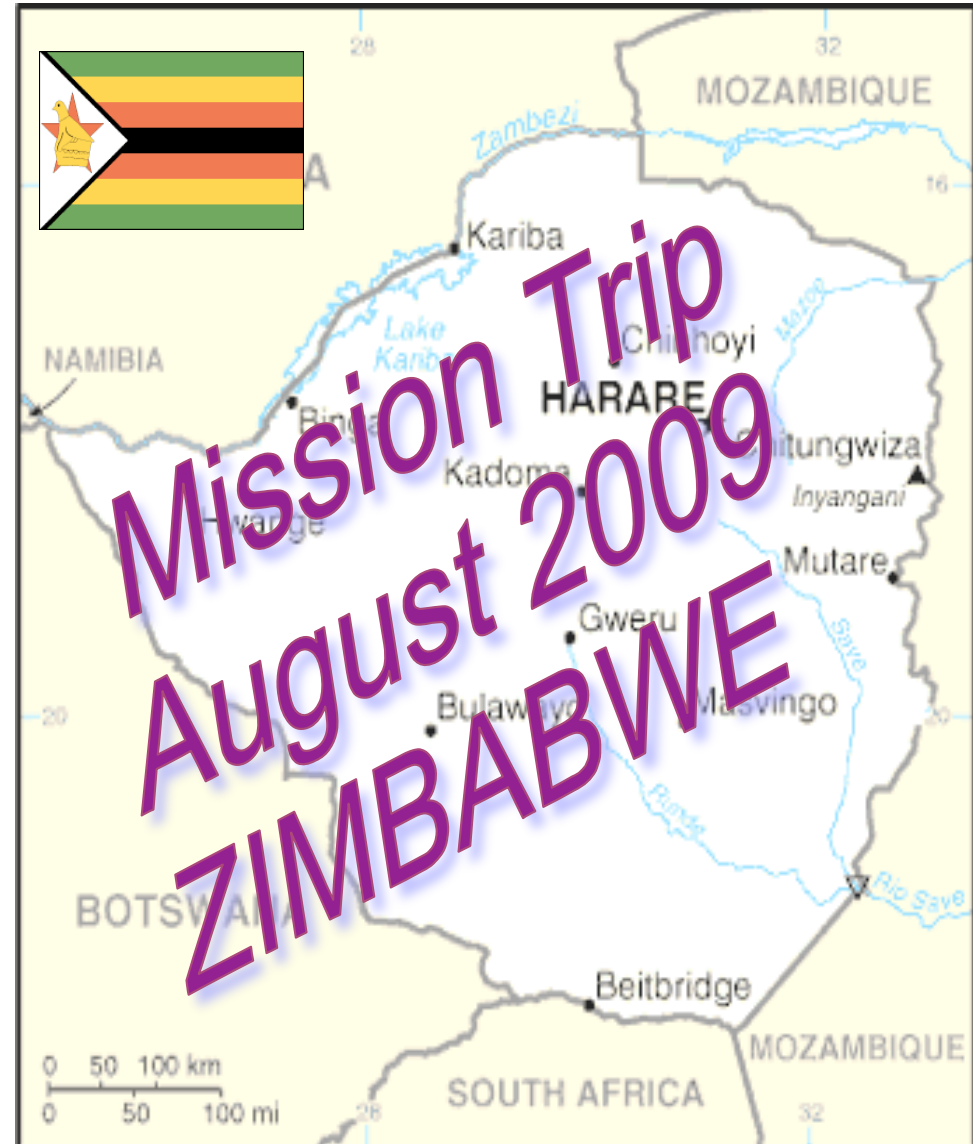 28
32
MOZAMBIQUE
Zambezi
A
16
Kariba
Mission Trip
August 2009
ZIMBABWE
Lake
Kariba
Chinhoyi
Mozoe
NAMIBIA
HARARE
Binga
Chitungwiza
Kadoma
Inyangani
Hwange
Mutare
Gweru
Save
20
Bulawayo
Masvingo
20
Runde
BOTSWANA
Rio Save
Beitbridge
MOZAMBIQUE
0 50 100 km
0 50 100 mi
SOUTH AFRICA
28
32